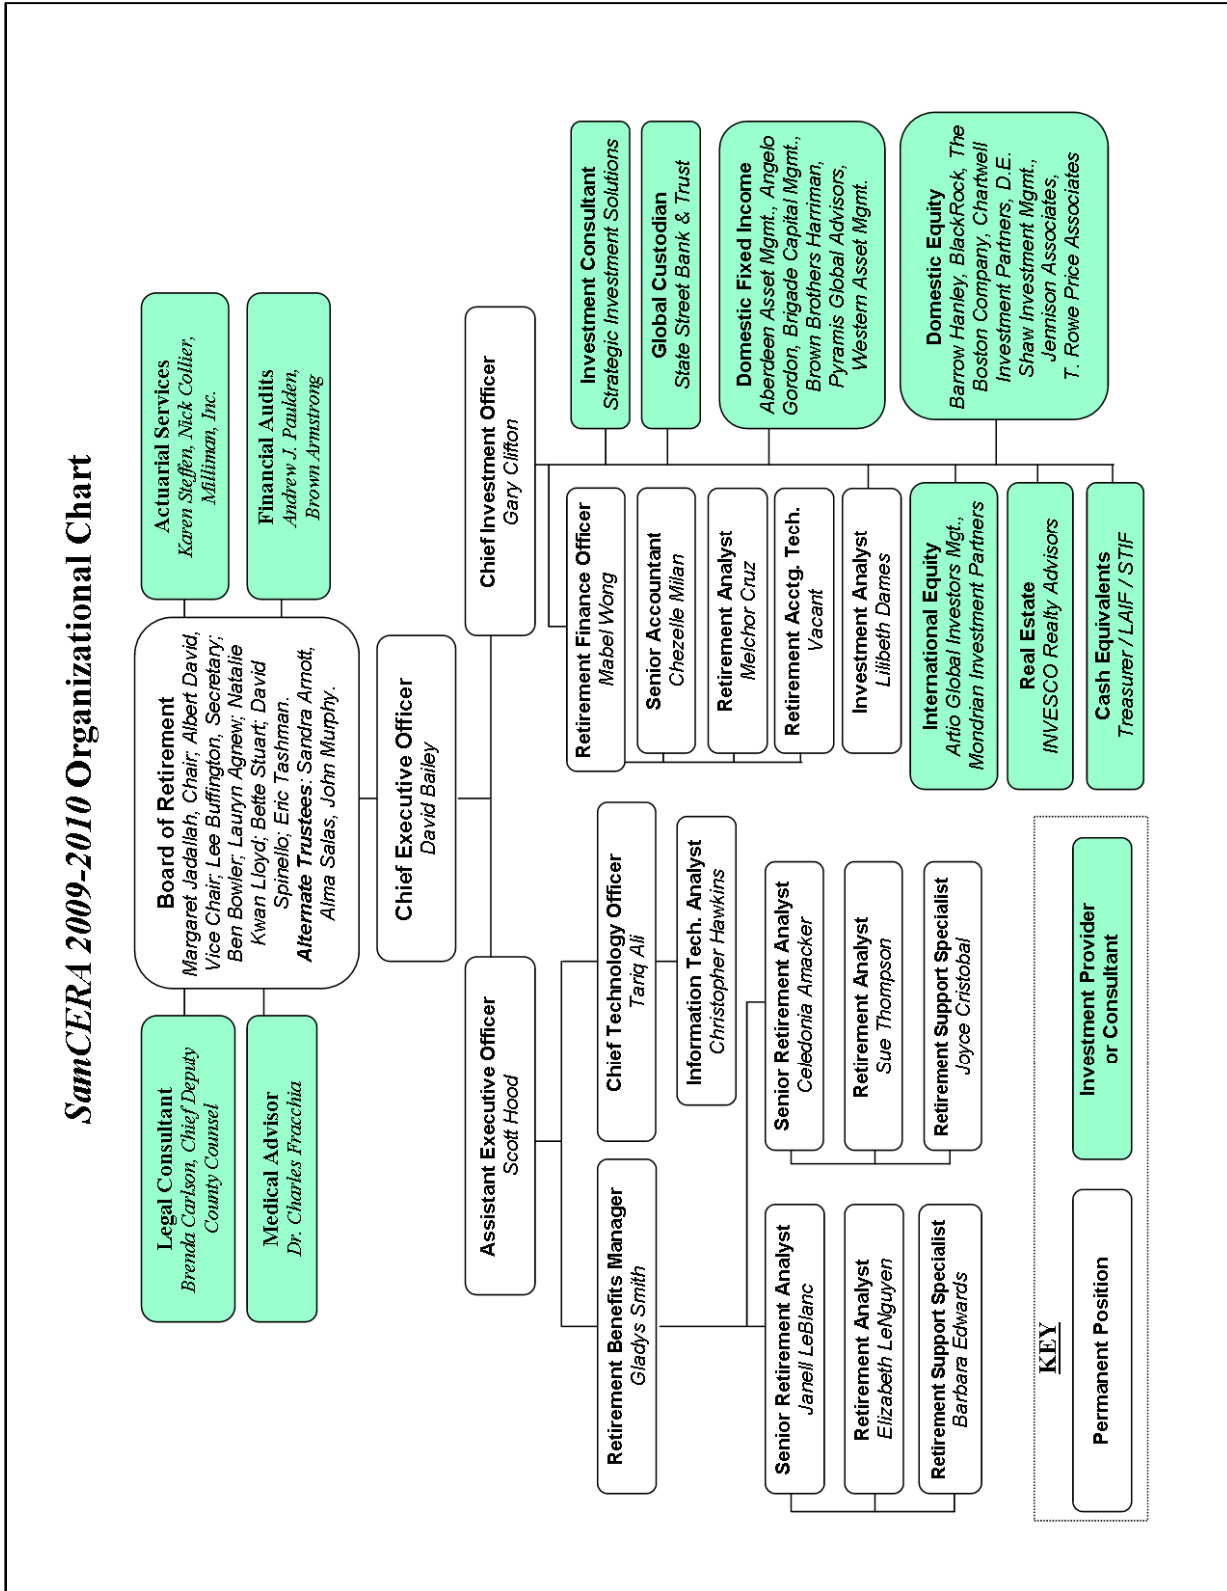 SamCERA 2009-2010 Organizational Chart
Legal Consultant
Brenda Carlson, Chief Deputy
County Counsel
Medical Advisor
Dr. Charles Fracchia
Board of Retirement
Margaret Jadallah, Chair; Albert David,
Vice Chair; Lee Buffington, Secretary;
Ben Bowler; Lauryn Agnew; Natalie
Kwan Lloyd; Bette Stuart; David
Spinello; Eric Tashman.
Alternate Trustees: Sandra Arnott,
Alma Salas, John Murphy.
Actuarial Services
Karen Steffen, Nick Collier,
Milliman, Inc.
Financial Audits
Andrew J. Paulden,
Brown Armstrong
Chief Executive Officer
David Bailey
Assistant Executive Officer
Scott Hood
Chief Investment Officer
Gary Clifton
Retirement Benefits Manager
Gladys Smith
Chief Technology Officer
Tariq Ali
Information Tech. Analyst
Christopher Hawkins
Senior Retirement Analyst
Janell LeBlanc
Retirement Analyst
Elizabeth LeNguyen
Retirement Support Specialist
Barbara Edwards
Senior Retirement Analyst
Celedonia Amacker
Retirement Analyst
Sue Thompson
Retirement Support Specialist
Joyce Cristobal
Retirement Finance Officer
Mabel Wong
Senior Accountant
Chezelle Milan
Retirement Analyst
Melchor Cruz
Retirement Acctg. Tech.
Vacant
Investment Analyst
Lilibeth Dames
International Equity
Artio Global Investors Mgt.,
Mondrian Investment Partners
Real Estate
INVESCO Realty Advisors
Cash Equivalents
Treasurer / LAIF / STIF
Investment Consultant
Strategic Investment Solutions
Global Custodian
State Street Bank & Trust
Domestic Fixed Income
Aberdeen Asset Mgmt., Angelo
Gordon, Brigade Capital Mgmt.,
Brown Brothers Harriman,
Pyramis Global Advisors,
Western Asset Mgmt.
Domestic Equity
Barrow Hanley, BlackRock, The
Boston Company, Chartwell
Investment Partners, D.E.
Shaw Investment Mgmt.,
Jennison Associates,
T. Rowe Price Associates
KEY
Permanent Position
Investment Provider
or Consultant